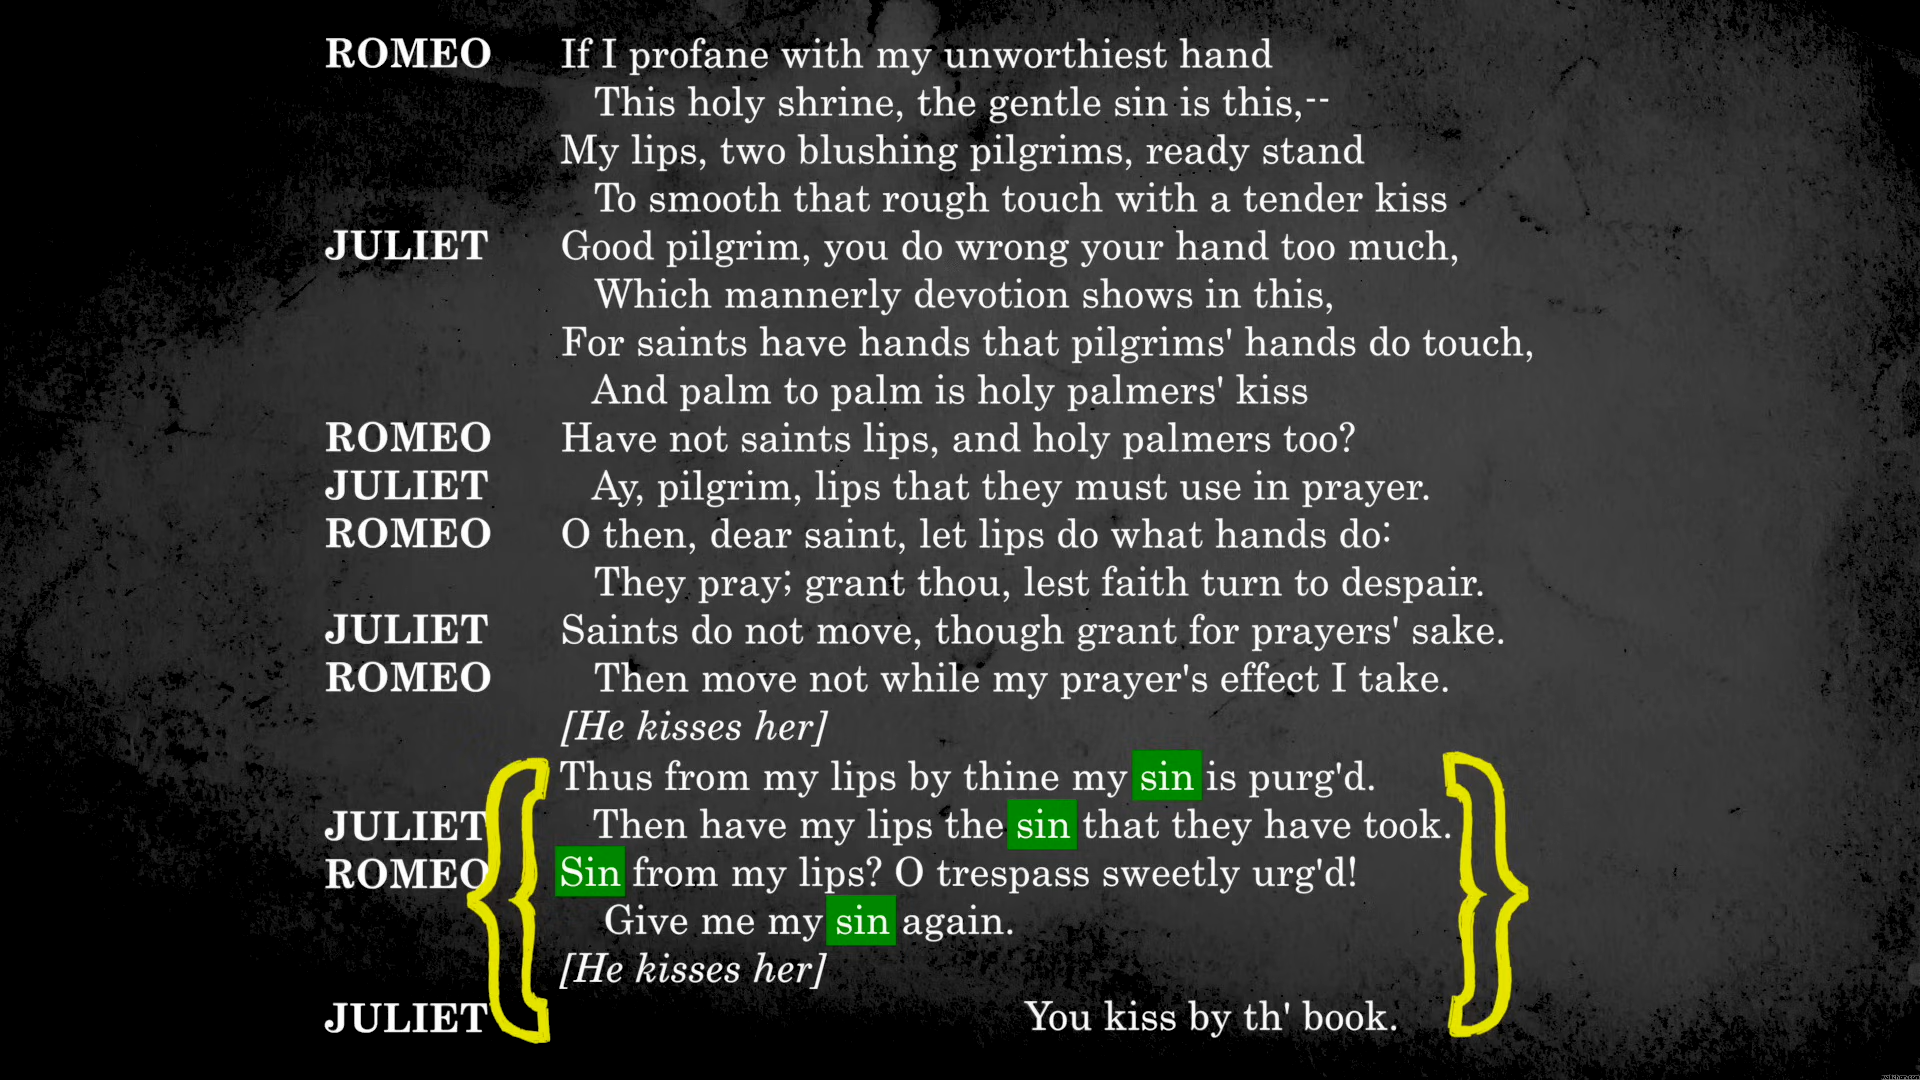 ROMEO If I profane with my unworthiest hand
This holy shrine, the gentle sin is this,--
My lips, two blushing pilgrims, ready stand
To smooth that rough touch with a tender kiss
JULIET Good pilgrim, you do wrong your hand too much,
Which mannerly devotion shows in this,
For saints have hands that pilgrims' hands do touch,
And palm to palm is holy palmers' kiss
ROMEO Have not saints lips, and holy palmers too?
JULIET Ay, pilgrim, lips that they must use in prayer.
ROMEO O then, dear saint, let lips do what hands do:
They pray; grant thou, lest faith turn to despair.
JULIET Saints do not move, though grant for prayers' sake.
ROMEO Then move not while my prayer's effect I take.
[He kisses her]
Thus from my lips by thine my sin is purg'd.
JULIET Then have my lips the sin that they have took.
ROMEO Sin from my lips? O trespass sweetly urg'd!
Give me my sin again.
[He kisses her]
JULIET You kiss by th' book.